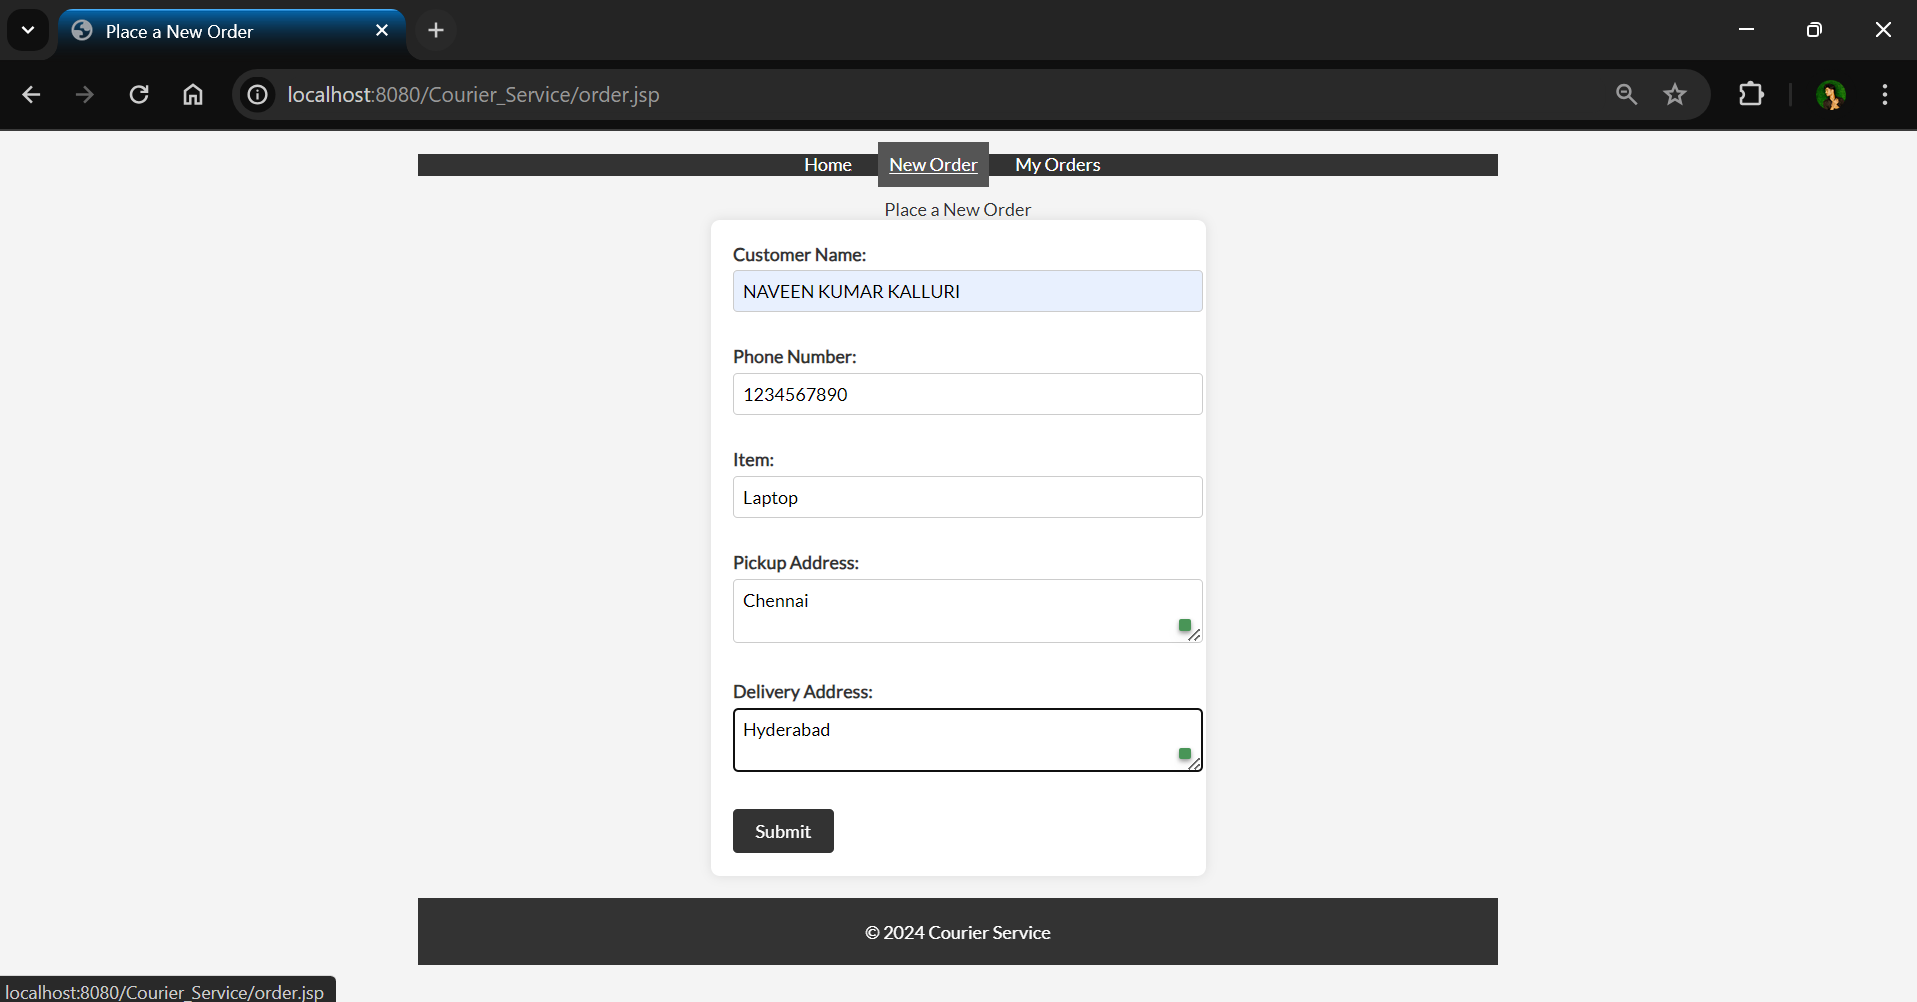 Place a New Order
localhost:8080/Courier_Service/order.jsp
Home New Order My Orders
Place a New Order
Customer Name:
NAVEEN KUMAR KALLURI
Phone Number:
1234567890
Item:
Laptop
Pickup Address:
Chennai
Delivery Address:
Hyderabad
Submit
© 2024 Courier Service
localhost:8080/Courier_Service/order.jsp